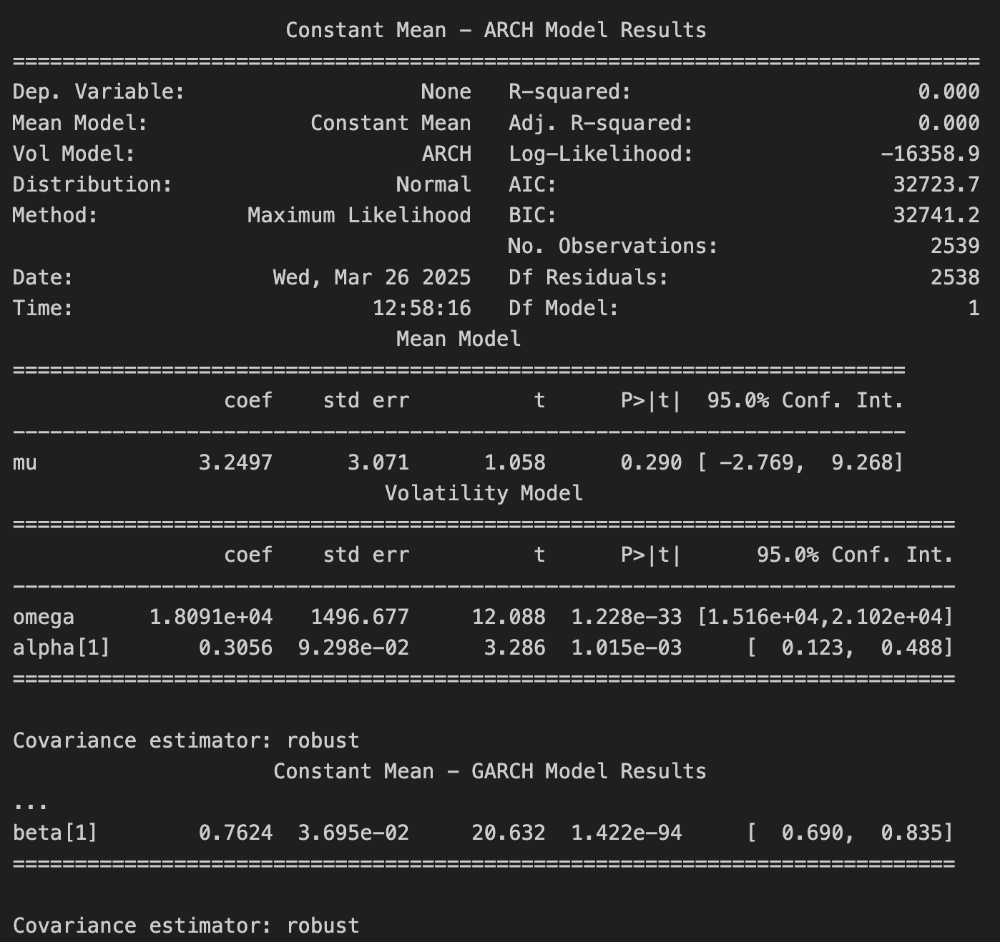 Constant Mean - ARCH Model Results
==============================================================================
Dep. Variable:                   None   R-squared:                       0.000
Mean Model:             Constant Mean   Adj. R-squared:                  0.000
Vol Model:                       ARCH   Log-Likelihood:               -16358.9
Distribution:                  Normal   AIC:                           32723.7
Method:            Maximum Likelihood   BIC:                           32741.2
                                        No. Observations:                 2539
Date:                Wed, Mar 26 2025   Df Residuals:                     2538
Time:                        12:58:16   Df Model:                            1
                               Mean Model
========================================================================
                 coef    std err          t      P>|t|  95.0% Conf. Int.
------------------------------------------------------------------------
mu             3.2497      3.071      1.058      0.290 [ -2.769,  9.268]
                              Volatility Model
============================================================================
                 coef    std err          t      P>|t|      95.0% Conf. Int.
----------------------------------------------------------------------------
omega      1.8091e+04   1496.677     12.088  1.228e-33 [1.516e+04,2.102e+04]
alpha[1]       0.3056  9.298e-02      3.286  1.015e-03     [  0.123,  0.488]
============================================================================
Covariance estimator: robust
                     Constant Mean - GARCH Model Results
...
beta[1]        0.7624  3.695e-02     20.632  1.422e-94     [  0.690,  0.835]
============================================================================
Covariance estimator: robust